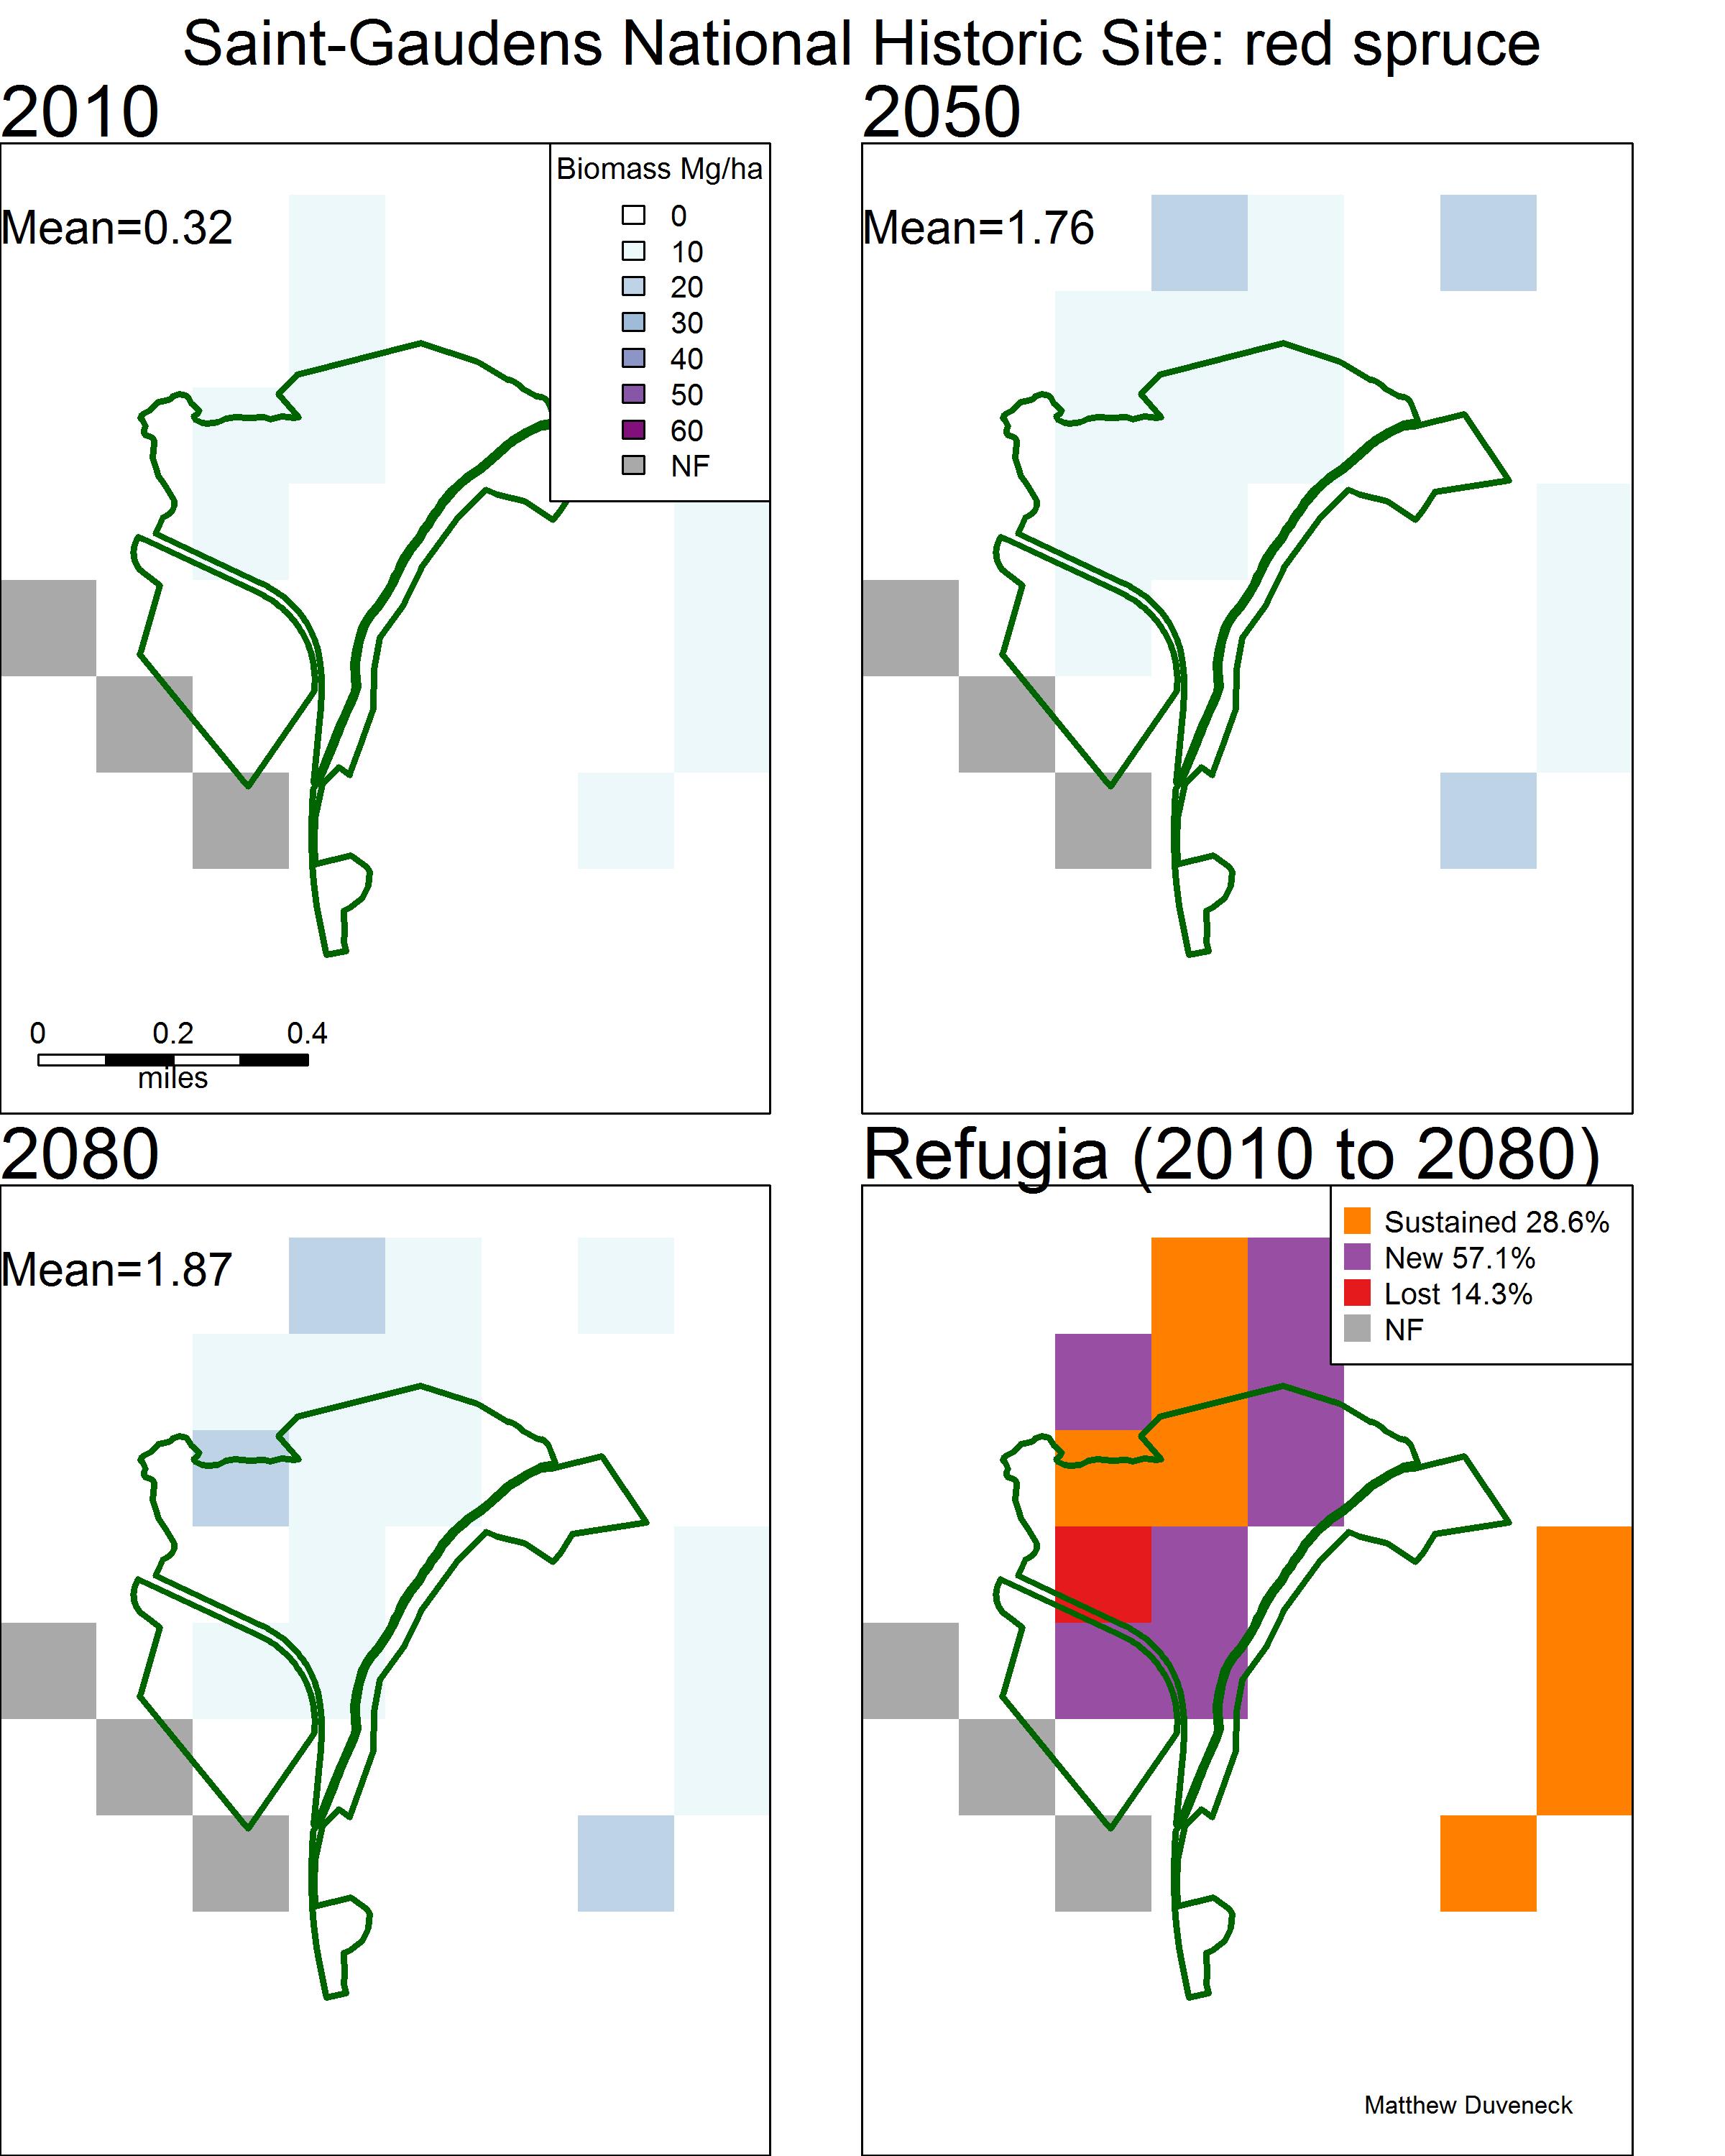 Saint-Gaudens National Historic Site: red spruce
2010
Mean=0.32
Biomass Mg/ha
0
10
20
30
40
50
60
NF
0 0.2 0.4
miles
2050
Mean=1.76
2080
Mean=1.87
Refugia (2010 to 2080)
Sustained 28.6%
New 57.1%
Lost 14.3%
NF
Matthew Duveneck